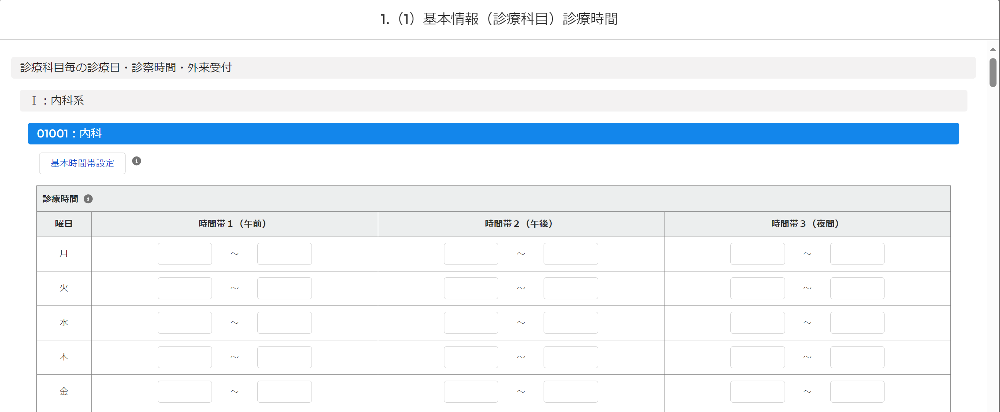 1.（1）基本情報（診療科目）診療時間
診療科目毎の診療日・診察時間・外来受付
Ⅰ：内科系
01001：内科
基本時間帯設定
診療時間
曜日 時間帯１（午前） 時間帯２（午後） 時間帯３（夜間）
月 ～ ～ ～
火 ～ ～ ～
水 ～ ～ ～
木 ～ ～ ～
金 ～ ～ ～